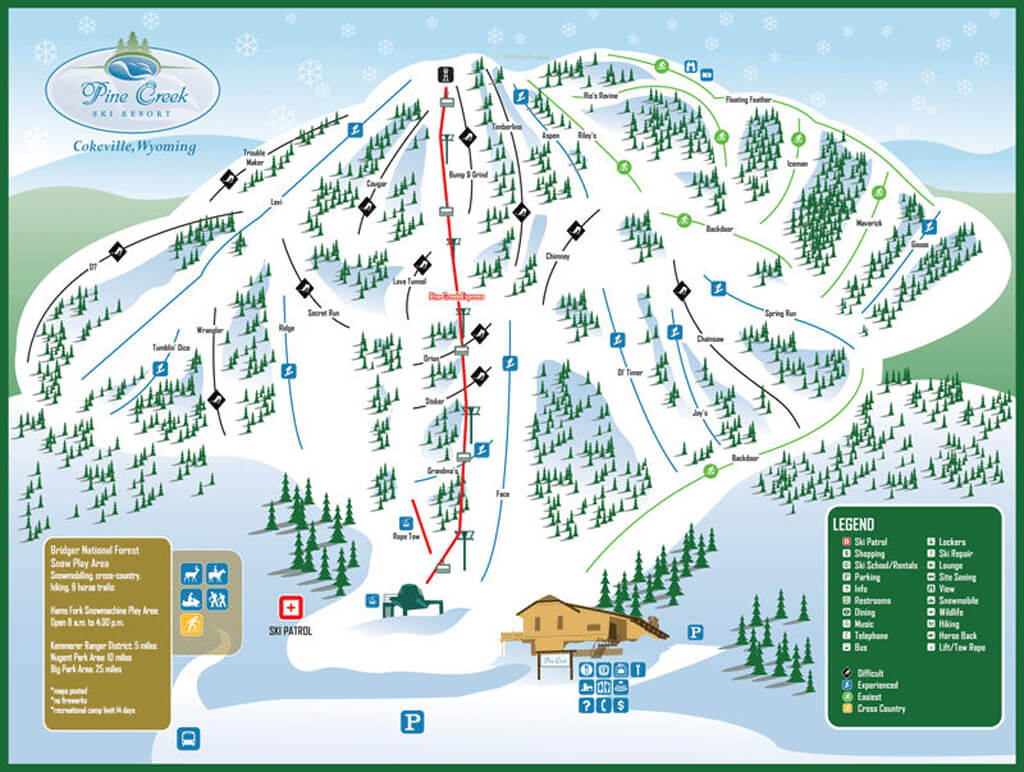 Pine Creek
SKI RESORT
Cokeville, Wyoming
Rio's Ravine
Floating Feather
Timberline
Aspen
Riley's
Trouble
Maker
Iceman
Bump & Grind
Cougar
Levi
Maverick
Backdoor
Goose
Chimney
D7
Love Tunnel
Pine Creek Express
Secret Run
Spring Run
Wrangler
Ridge
Chainsaw
Tumblin' Dice
Orion
Ol' Timer
Stoker
Jay's
Backdoor
Grandma's
Face
Rope Tow
SKI PATROL
Pine Creek
P
P
Bridger National Forest
Snow Play Area
Snowmobiling, cross-country,
hiking, & horse trails:
Hams Fork Snowmachine Play Area:
Open 8 a.m. to 4:30 p.m.
Kemmerer Ranger District: 5 miles
Nugent Park Area: 10 miles
Big Park Area: 25 miles
*maps posted
*no fireworks
*recreational camp limit 14 days
LEGEND
Ski Patrol
Shopping
Ski School/Rentals
Parking
Info
Restrooms
Dining
Music
Telephone
Bus
Lockers
Ski Repair
Lounge
Site Seeing
View
Snowmobile
Wildlife
Hiking
Horse Back
Lift/Tow Rope
Difficult
Experienced
Easiest
Cross Country